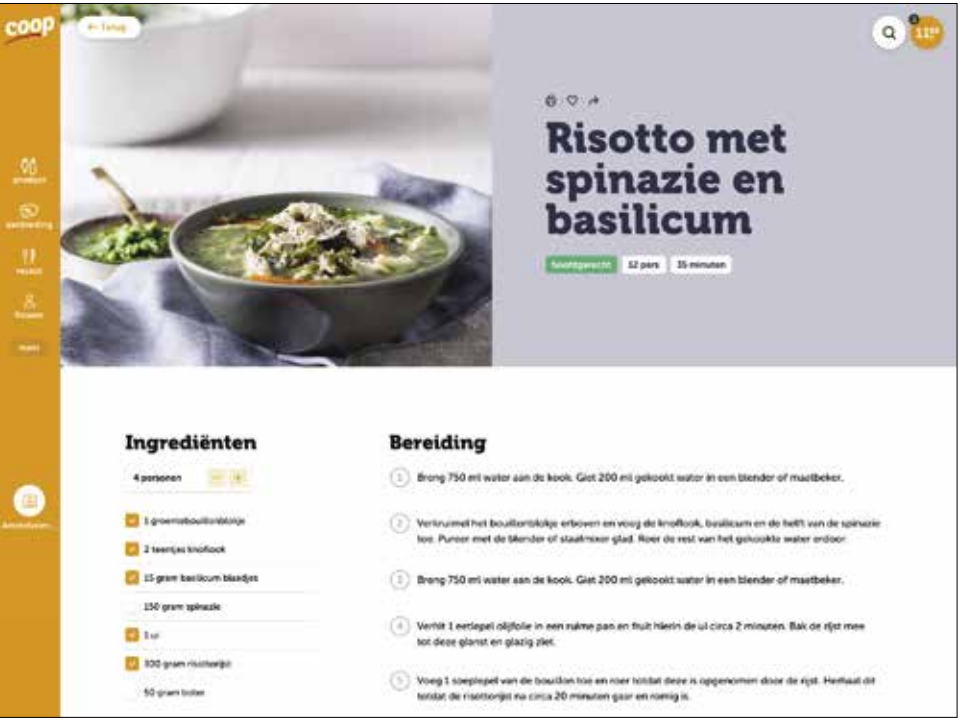 coop
← Terug
Risotto met
spinazie en
basilicum
hoofdgerecht 12 pers 35 minuten
aanbieding
Ingrediënten
4 personen
1 groentebouillonblokje
2 teentjes knoflook
15 gram basilicum blaadjes
150 gram spinazie
1 ui
300 gram risottorijst
50 gram boter
Bereiding
1 Breng 750 ml water aan de kook. Giet 200 ml gekookt water in een blender of maatbeker.
2 Verkruimel het bouillonblokje erboven en voeg de knoflook, basilicum en de helft van de spinazie
toe. Pureer met de blender of staafmixer glad. Roer de rest van het gekookte water erdoor.
3 Breng 750 ml water aan de kook. Giet 200 ml gekookt water in een blender of maatbeker.
4 Verhit 1 eetlepel olijfolie in een ruime pan en fruit hierin de ui circa 2 minuten. Bak de rijst mee
tot deze glanst en glazig ziet.
5 Voeg 1 soeplepel van de bouillon toe en roer totdat deze is opgenomen door de rijst. Herhaal dit
totdat de risottorijst na circa 20 minuten gaar en romig is.